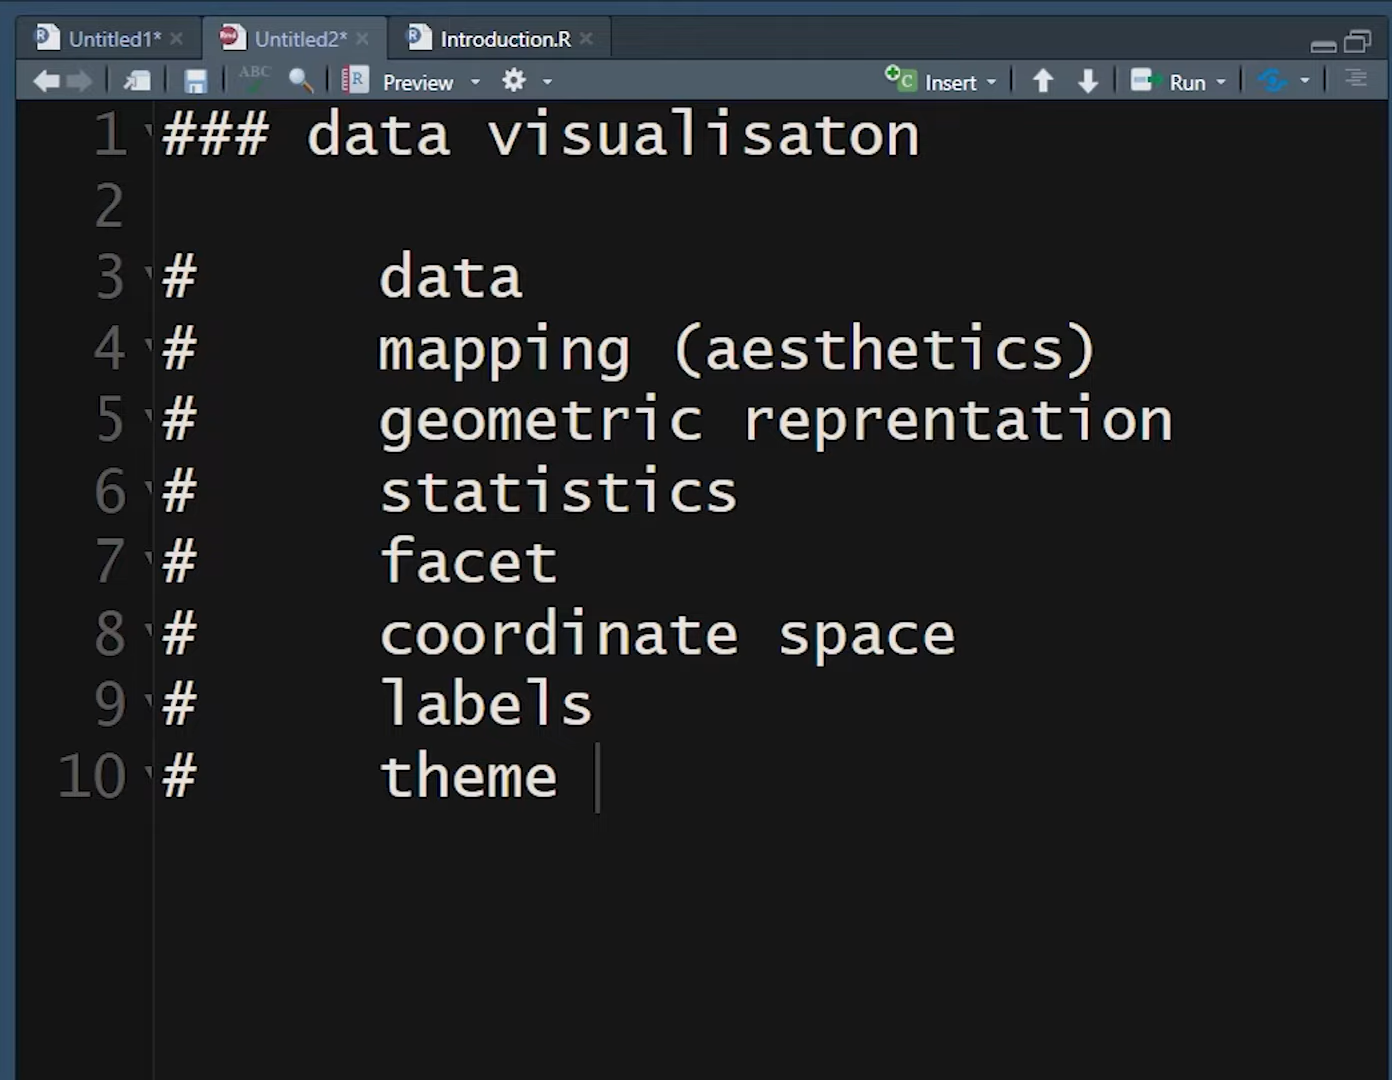 Untitled1* Untitled2* Introduction.R
ABC Preview Insert Run
1 ### data visualisaton
2
3 # data
4 # mapping (aesthetics)
5 # geometric reprentation
6 # statistics
7 # facet
8 # coordinate space
9 # labels
10 # theme